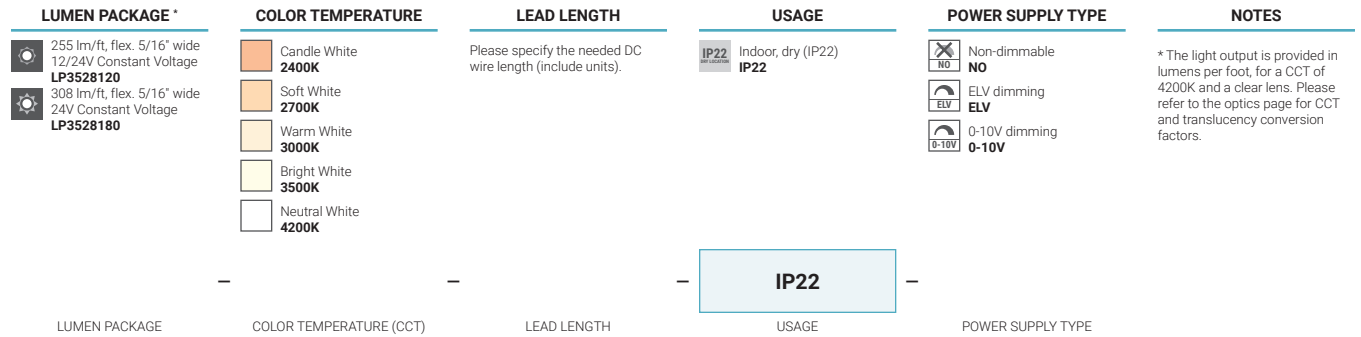 LUMEN PACKAGE *
255 lm/ft, flex. 5/16" wide
12/24V Constant Voltage
LP3528120
308 lm/ft, flex. 5/16" wide
24V Constant Voltage
LP3528180
COLOR TEMPERATURE
Candle White
2400K
Soft White
2700K
Warm White
3000K
Bright White
3500K
Neutral White
4200K
LEAD LENGTH
Please specify the needed DC
wire length (include units).
USAGE
IP22
DRY LOCATION
Indoor, dry (IP22)
IP22
POWER SUPPLY TYPE
NO
Non-dimmable
NO
ELV
ELV dimming
ELV
0-10V
0-10V dimming
0-10V
NOTES
* The light output is provided in
lumens per foot, for a CCT of
4200K and a clear lens. Please
refer to the optics page for CCT
and translucency conversion
factors.
– – – IP22 –
LUMEN PACKAGE
COLOR TEMPERATURE (CCT)
LEAD LENGTH
USAGE
POWER SUPPLY TYPE